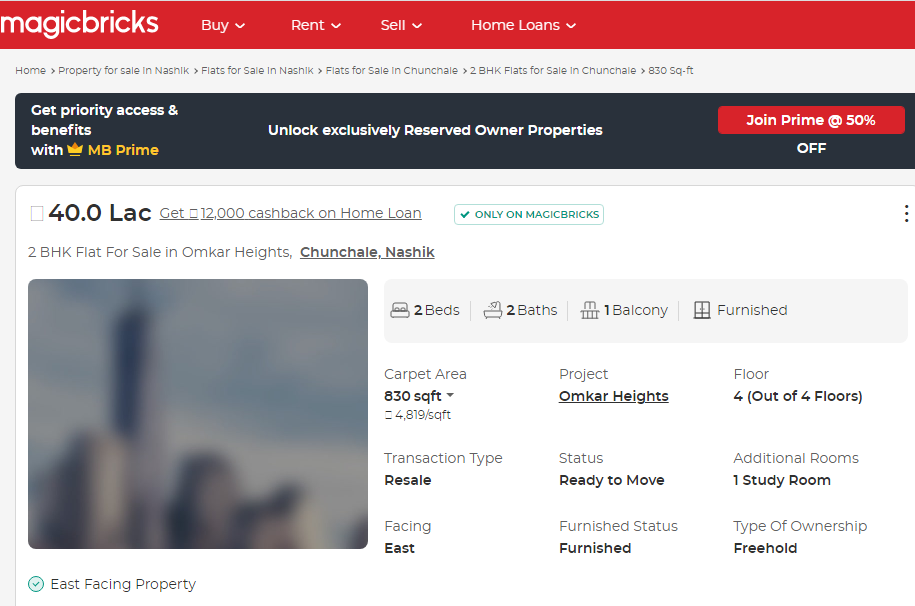 magicbricks
Buy Rent Sell Home Loans
Home > Property for sale in Nashik > Flats for Sale in Nashik > Flats for Sale in Chunchale > 2 BHK Flats for Sale in Chunchale > 830 Sq-ft
Get priority access &
benefits
with MB Prime
Unlock exclusively Reserved Owner Properties
Join Prime @ 50%
OFF
40.0 Lac Get 12,000 cashback on Home Loan ONLY ON MAGICBRICKS
2 BHK Flat For Sale in Omkar Heights, Chunchale, Nashik
2 Beds 2 Baths 1 Balcony Furnished
Carpet Area Project Floor
830 sqft Omkar Heights 4 (Out of 4 Floors)
4,819/sqft
Transaction Type Status Additional Rooms
Resale Ready to Move 1 Study Room
Facing Furnished Status Type Of Ownership
East Furnished Freehold
East Facing Property